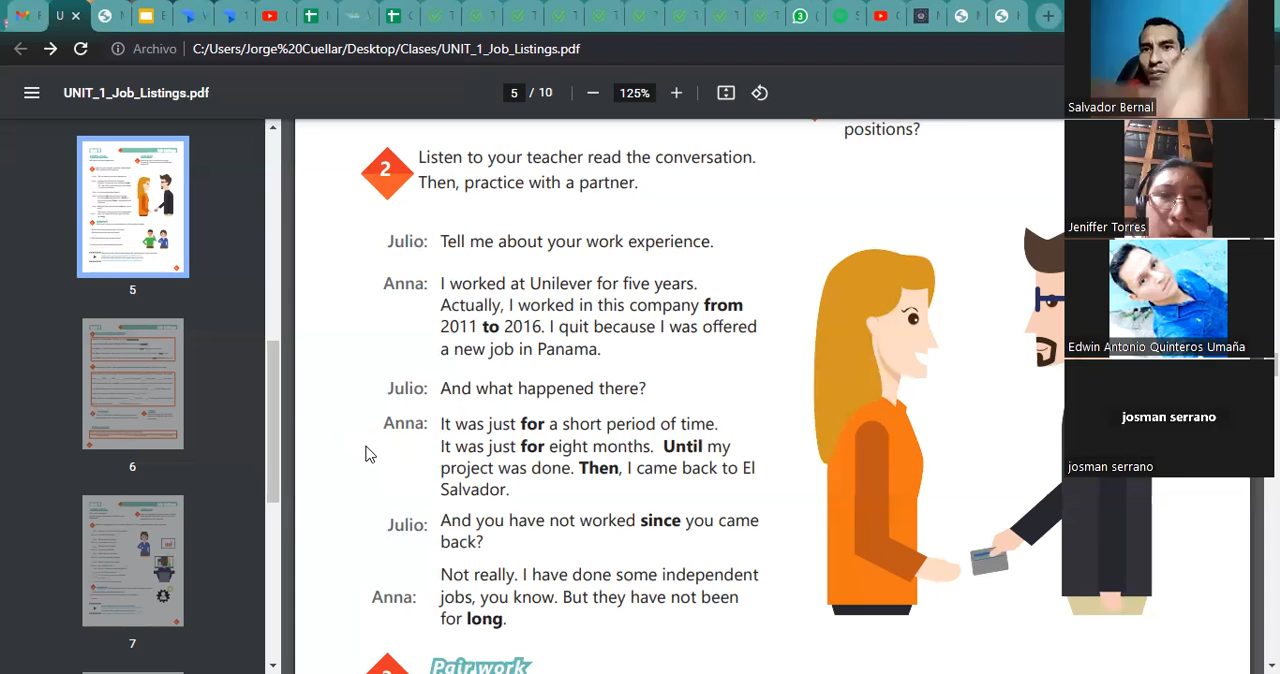 U
3
Archivo
C:/Users/Jorge%20Cuellar/Desktop/Clases/UNIT_1_Job_Listings.pdf
UNIT_1_Job_Listings.pdf
5 / 10
125%
positions?
2
Listen to your teacher read the conversation.
Then, practice with a partner.
Julio: Tell me about your work experience.
Anna: I worked at Unilever for five years.
Actually, I worked in this company from
2011 to 2016. I quit because I was offered
a new job in Panama.
Julio: And what happened there?
Anna: It was just for a short period of time.
It was just for eight months. Until my
project was done. Then, I came back to El
Salvador.
Julio: And you have not worked since you came
back?
Not really. I have done some independent
Anna: jobs, you know. But they have not been
for long.
Pair work
5
6
7
Salvador Bernal
Jeniffer Torres
Edwin Antonio Quinteros Umaña
josman serrano
josman serrano